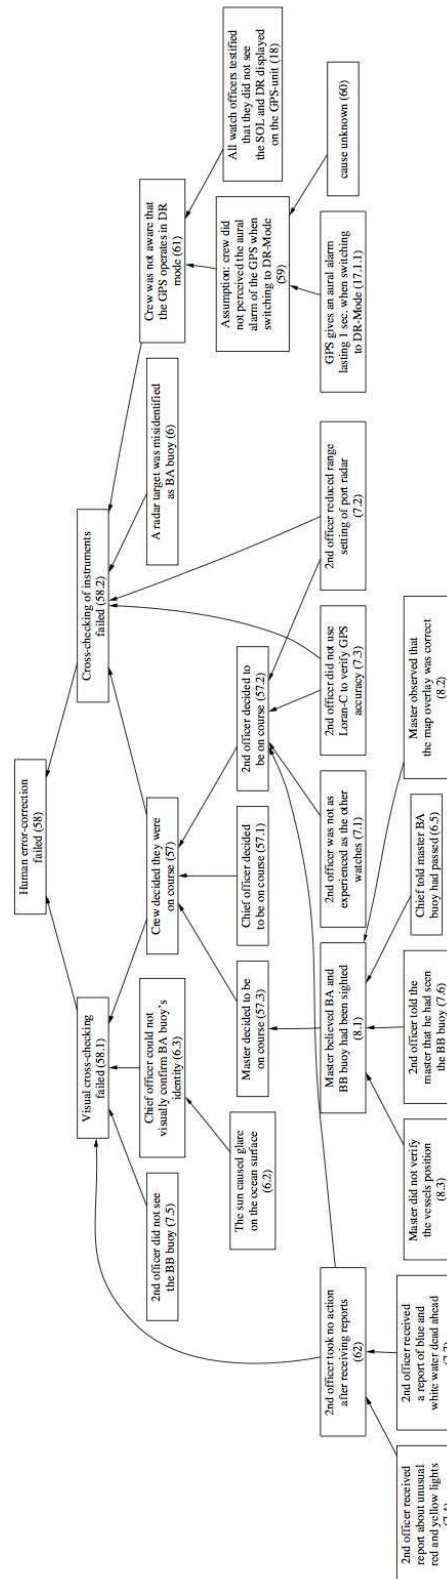 Human error-correction
failed (58)
Visual cross-checking
failed (58.1)
Cross-checking of instruments
failed (58.2)
2nd officer did not see
the BB buoy (7.5)
Chief officer could not
visually confirm BA buoy's
identity (6.3)
Crew decided they were
on course (57)
A radar target was misidentified
as BA buoy (6)
Crew was not aware that
the GPS operates in DR
mode (61)
The sun caused glare
on the ocean surface
(6.2)
Master decided to be
on course (57.3)
Chief officer decided
to be on course (57.1)
2nd officer decided to
be on course (57.2)
Assumption: crew did
not perceived the aural
alarm of the GPS when
switching to DR-Mode
(59)
All watch officers testified
that they did not see
the SOL and DR displayed
on the GPS-unit (18)
2nd officer took no action
after receiving reports
(62)
Master believed BA and
BB buoy had been sighted
(8.1)
2nd officer was not as
experienced as the other
watches (7.1)
2nd officer did not use
Loran-C to verify GPS
accuracy (7.3)
2nd officer reduced range
setting of port radar
(7.2)
GPS gives an aural alarm
lasting 1 sec. when switching
to DR-Mode (17.1.1)
cause unknown (60)
2nd officer received
report about unusual
red and yellow lights
2nd officer received
a report of blue and
white water dead ahead
Master did not verify
the vessels position
(8.3)
2nd officer told the
master that he had seen
the BB buoy (7.6)
Chief told master BA
buoy had passed (6.5)
Master observed that
the map overlay was correct
(8.2)